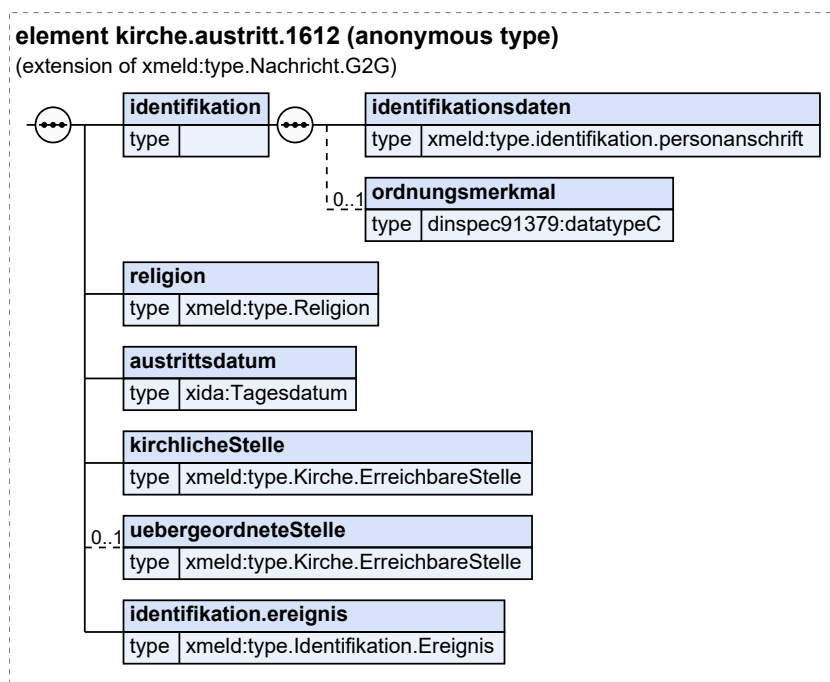 element kirche.austritt.1612 (anonymous type)
(extension of xmeld:type.Nachricht.G2G)
identifikation
type
identifikationsdaten
type xmeld:type.identifikation.personanschrift
0..1
ordnungsmerkmal
type dinspec91379:datatypeC
religion
type xmeld:type.Religion
austrittsdatum
type xida:Tagesdatum
kirchlicheStelle
type xmeld:type.Kirche.ErreichbareStelle
0..1
uebergeordneteStelle
type xmeld:type.Kirche.ErreichbareStelle
identifikation.ereignis
type xmeld:type.Identifikation.Ereignis